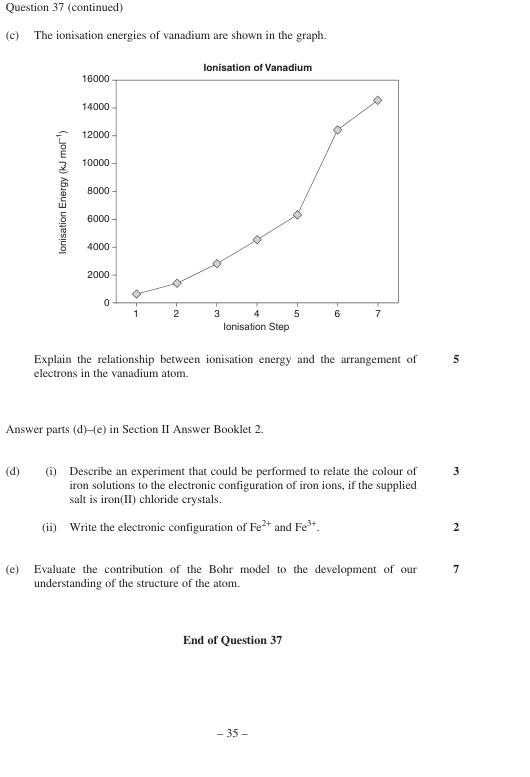 Question 37 (continued)
(c) The ionisation energies of vanadium are shown in the graph.
Ionisation of Vanadium
16000
14000
12000
10000
8000
6000
4000
2000
0
Ionisation Energy (kJ mol⁻¹)
1 2 3 4 5 6 7
Ionisation Step
Explain the relationship between ionisation energy and the arrangement of 5
electrons in the vanadium atom.
Answer parts (d)–(e) in Section II Answer Booklet 2.
(d) (i) Describe an experiment that could be performed to relate the colour of 3
iron solutions to the electronic configuration of iron ions, if the supplied
salt is iron(II) chloride crystals.
(ii) Write the electronic configuration of Fe²⁺ and Fe³⁺. 2
(e) Evaluate the contribution of the Bohr model to the development of our 7
understanding of the structure of the atom.
End of Question 37
– 35 –